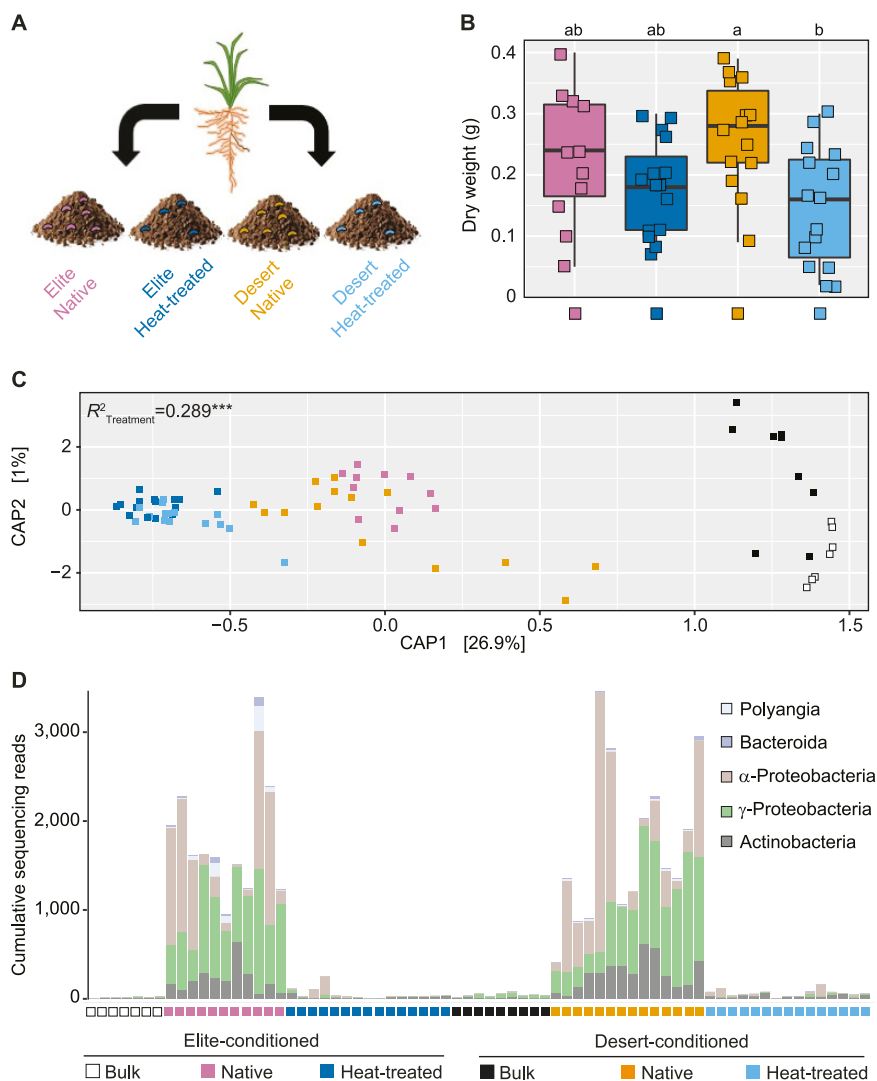 A
Elite
Native
Elite
Heat-treated
Desert
Native
Desert
Heat-treated
B
ab
ab
a
b
Dry weight (g)
0.4
0.3
0.2
0.1
0
C
R²Treatment=0.289***
CAP2 [1%]
2
0
−2
−0.5
0.0
0.5
1.0
1.5
CAP1 [26.9%]
D
Cumulative sequencing reads
3,000
2,000
1,000
0
Polyangia
Bacteroida
α-Proteobacteria
γ-Proteobacteria
Actinobacteria
Elite-conditioned
Desert-conditioned
Bulk
Native
Heat-treated
Bulk
Native
Heat-treated